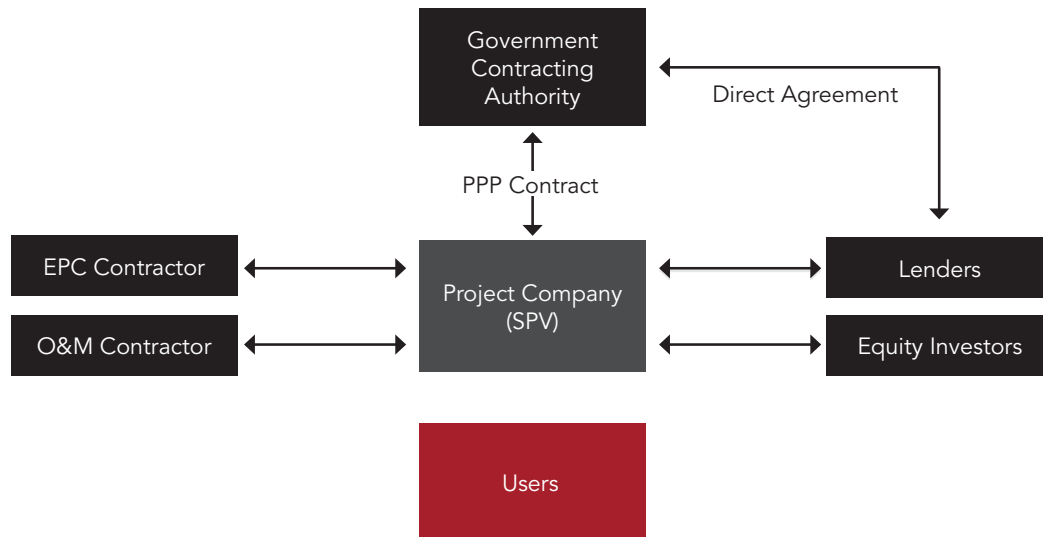 Government
Contracting
Authority
Direct Agreement
PPP Contract
EPC Contractor
Project Company
(SPV)
Lenders
O&M Contractor
Equity Investors
Users